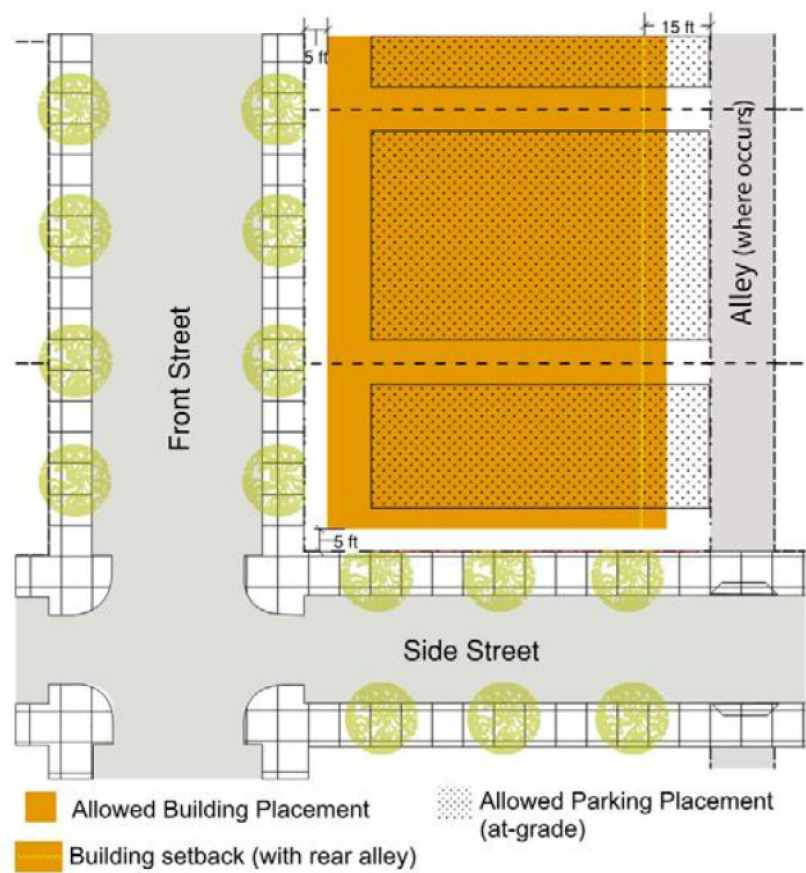 15 ft
5 ft
Alley (where occurs)
Front Street
5 ft
Side Street
Allowed Building Placement
Allowed Parking Placement
(at-grade)
Building setback (with rear alley)